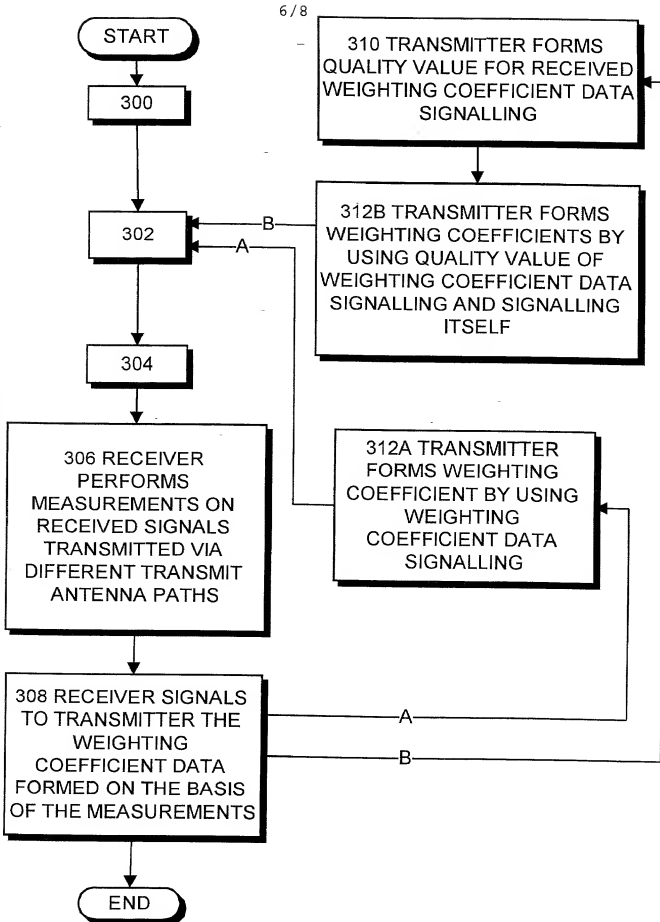 6/8
START
300
302
304
306 RECEIVER
PERFORMS
MEASUREMENTS ON
RECEIVED SIGNALS
TRANSMITTED VIA
DIFFERENT TRANSMIT
ANTENNA PATHS
308 RECEIVER SIGNALS
TO TRANSMITTER THE
WEIGHTING
COEFFICIENT DATA
FORMED ON THE BASIS
OF THE MEASUREMENTS
END
310 TRANSMITTER FORMS
QUALITY VALUE FOR RECEIVED
WEIGHTING COEFFICIENT DATA
SIGNALLING
312B TRANSMITTER FORMS
WEIGHTING COEFFICIENTS BY
USING QUALITY VALUE OF
WEIGHTING COEFFICIENT DATA
SIGNALLING AND SIGNALLING
ITSELF
B
A
312A TRANSMITTER
FORMS WEIGHTING
COEFFICIENT BY USING
WEIGHTING
COEFFICIENT DATA
SIGNALLING
A
B